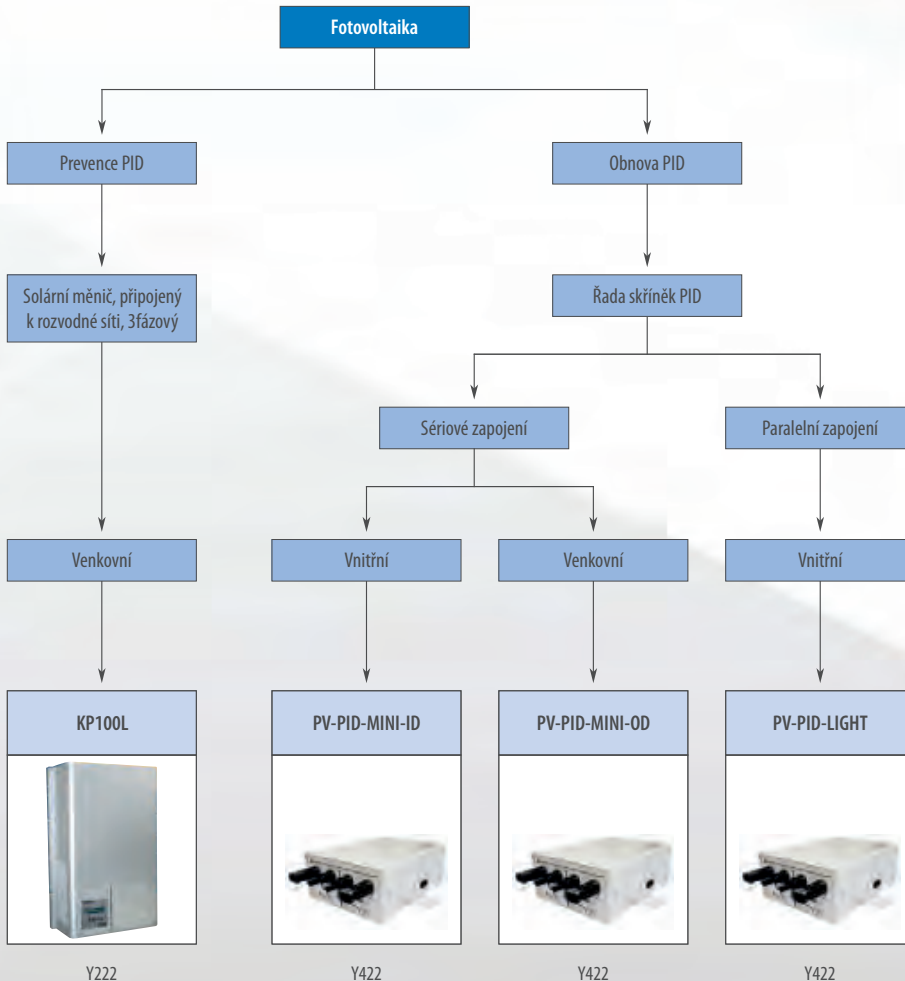 Fotovoltaika
Prevence PID
Obnova PID
Solární měnič, připojený
k rozvodné síti, 3fázový
Řada skříněk PID
Sériové zapojení
Paralelní zapojení
Venkovní
Vnitřní
Venkovní
Vnitřní
KP100L
PV-PID-MINI-ID
PV-PID-MINI-OD
PV-PID-LIGHT
Y222
Y422
Y422
Y422